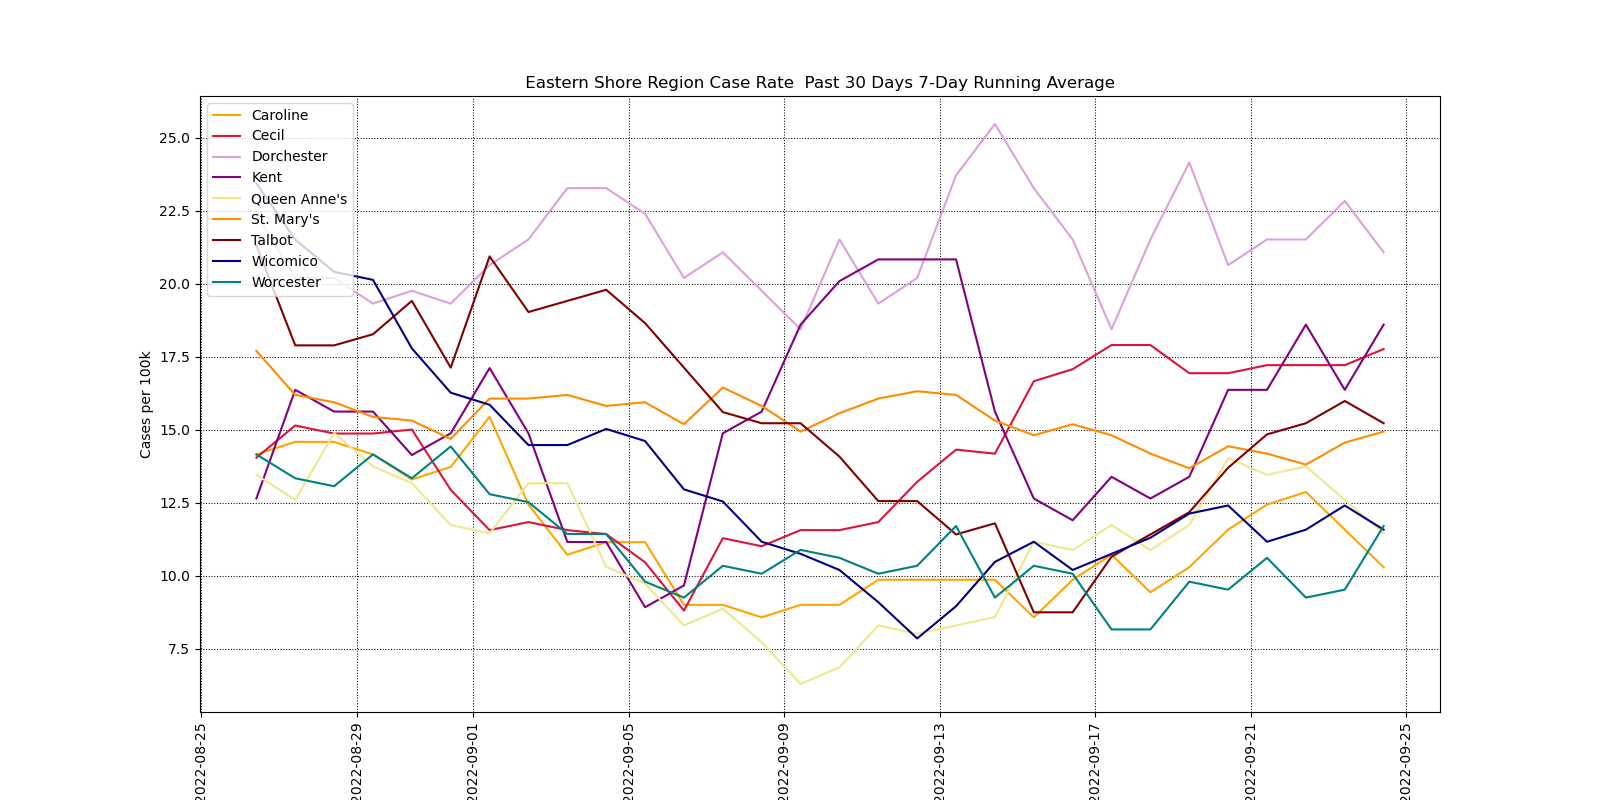 Eastern Shore Region Case Rate  Past 30 Days 7-Day Running Average
Caroline
Cecil
Dorchester
Kent
Queen Anne's
St. Mary's
Talbot
Wicomico
Worcester
Cases per 100k
25.0
22.5
20.0
17.5
15.0
12.5
10.0
7.5
2022-08-25
2022-08-29
2022-09-01
2022-09-05
2022-09-09
2022-09-13
2022-09-17
2022-09-21
2022-09-25